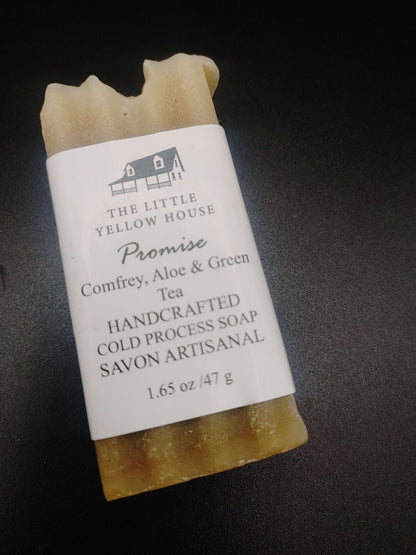 THE LITTLE
YELLOW HOUSE
Promise
Comfrey, Aloe & Green
Tea
HANDCRAFTED
COLD PROCESS SOAP
SAVON ARTISANAL
1.65 oz /47 g